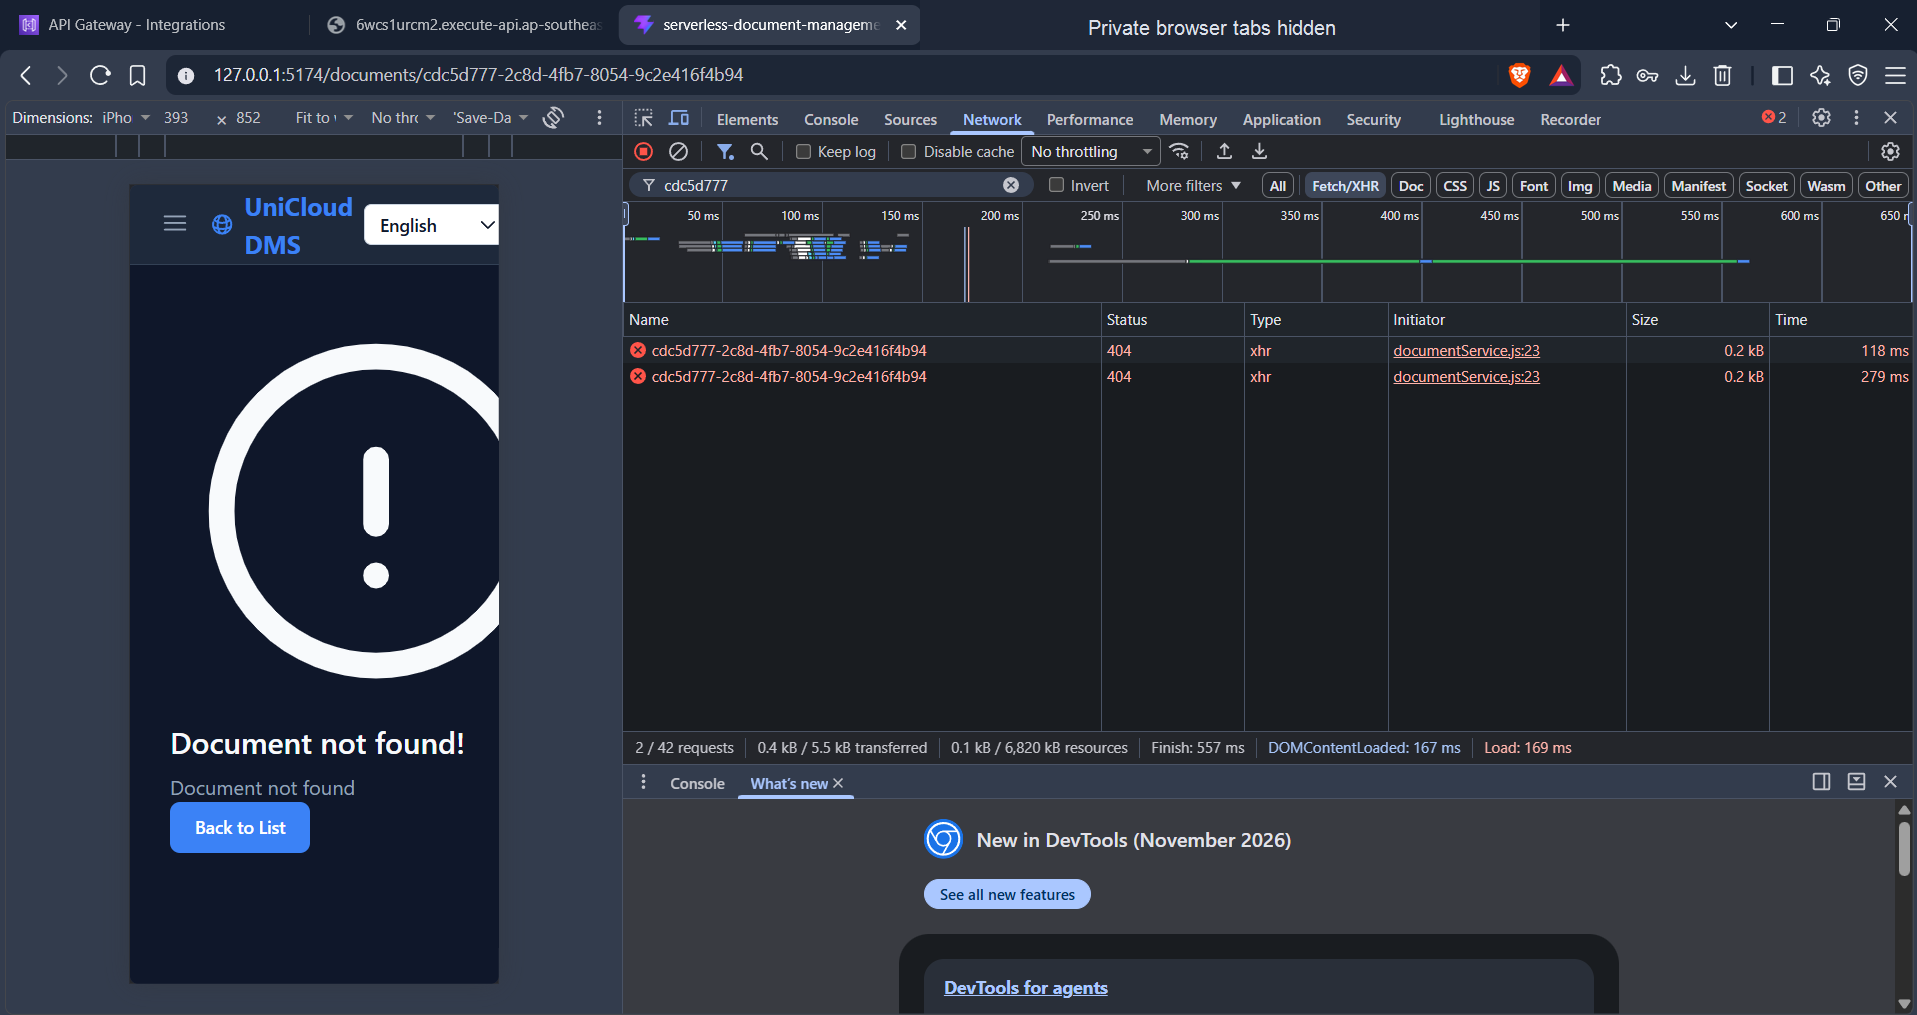 API Gateway - Integrations
6wcs1urcm2.execute-api.ap-southeas
serverless-document-manageme
Private browser tabs hidden
127.0.0.1:5174/documents/cdc5d777-2c8d-4fb7-8054-9c2e416f4b94
Dimensions: iPho 393 × 852 Fit to No thr 'Save-Da
Elements Console Sources Network Performance Memory Application Security Lighthouse Recorder 2
Keep log Disable cache No throttling
cdc5d777 Invert More filters All Fetch/XHR Doc CSS JS Font Img Media Manifest Socket Wasm Other
50 ms 100 ms 150 ms 200 ms 250 ms 300 ms 350 ms 400 ms 450 ms 500 ms 550 ms 600 ms 650
Name Status Type Initiator Size Time
cdc5d777-2c8d-4fb7-8054-9c2e416f4b94 404 xhr documentService.js:23 0.2 kB 118 ms
cdc5d777-2c8d-4fb7-8054-9c2e416f4b94 404 xhr documentService.js:23 0.2 kB 279 ms
2 / 42 requests 0.4 kB / 5.5 kB transferred 0.1 kB / 6,820 kB resources Finish: 557 ms DOMContentLoaded: 167 ms Load: 169 ms
Console What's new
New in DevTools (November 2026)
See all new features
DevTools for agents
UniCloud
DMS
English
Document not found!
Document not found
Back to List